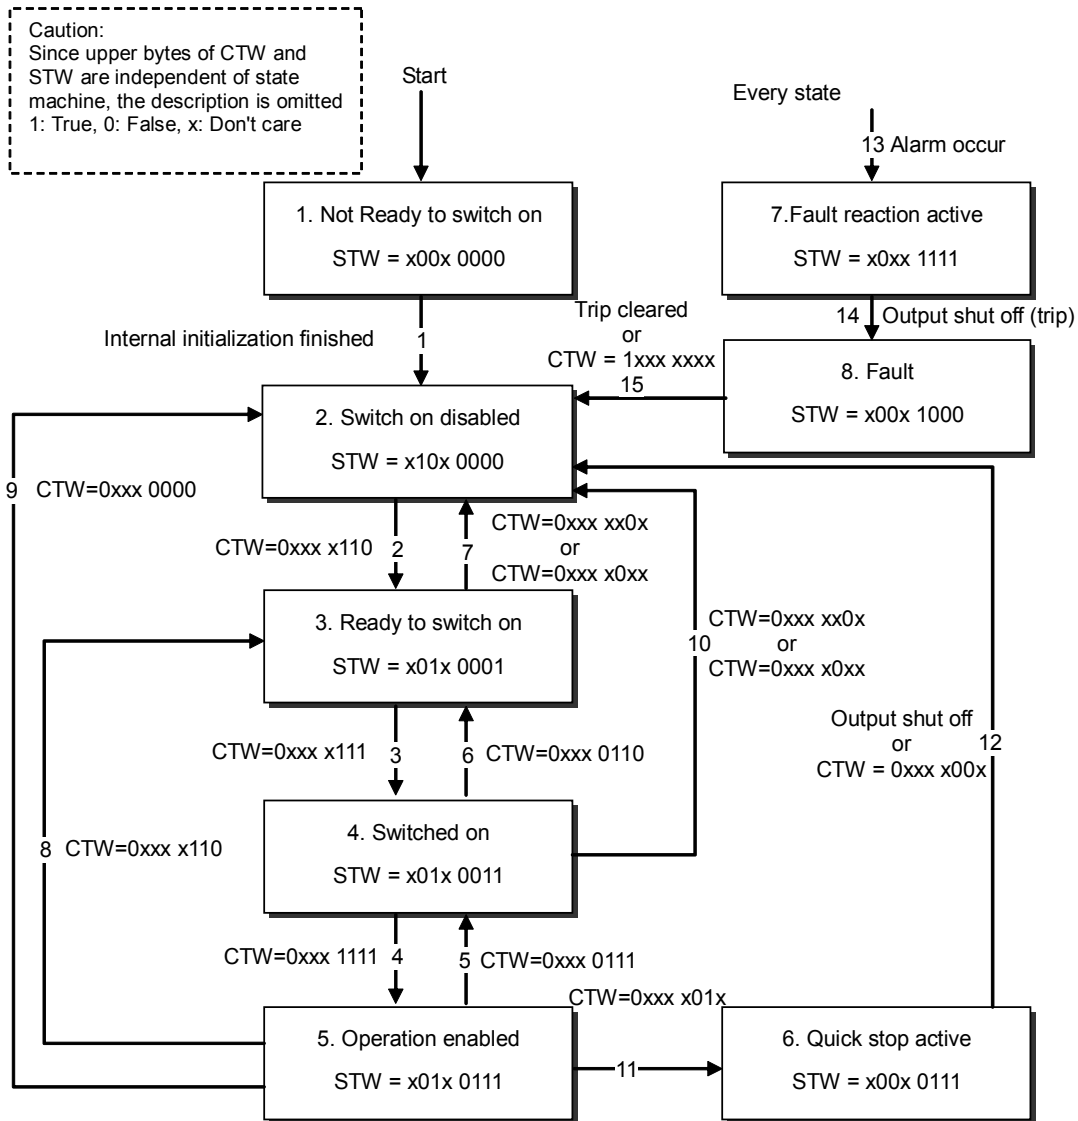 Caution:
Since upper bytes of CTW and
STW are independent of state
machine, the description is omitted
1: True, 0: False, x: Don't care
Start
Every state
13 Alarm occur
1. Not Ready to switch on
STW = x00x 0000
7.Fault reaction active
STW = x0xx 1111
Internal initialization finished
1
Trip cleared
or
CTW = 1xxx xxxx
15
14 Output shut off (trip)
8. Fault
STW = x00x 1000
2. Switch on disabled
STW = x10x 0000
9 CTW=0xxx 0000
CTW=0xxx x110 2
7
CTW=0xxx xx0x
or
CTW=0xxx x0xx
3. Ready to switch on
STW = x01x 0001
10
CTW=0xxx xx0x
or
CTW=0xxx x0xx
CTW=0xxx x111 3
6 CTW=0xxx 0110
Output shut off
or
CTW = 0xxx x00x
12
4. Switched on
STW = x01x 0011
8 CTW=0xxx x110
CTW=0xxx 1111 4
5 CTW=0xxx 0111
CTW=0xxx x01x
5. Operation enabled
STW = x01x 0111
11
6. Quick stop active
STW = x00x 0111